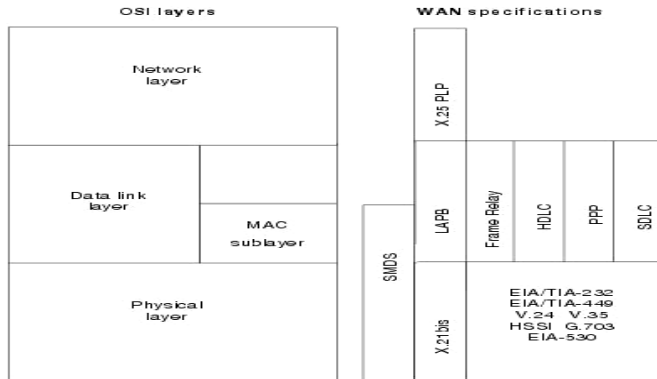 OSI layers
WAN specifications
Network
layer
X.25 PLP
Data link
layer
MAC
sublayer
SMDS
LAPB
Frame Relay
HDLC
PPP
SDLC
Physical
layer
X.21bis
EIA/TIA-232
EIA/TIA-449
V.24 V.35
HSSI G.703
EIA-530